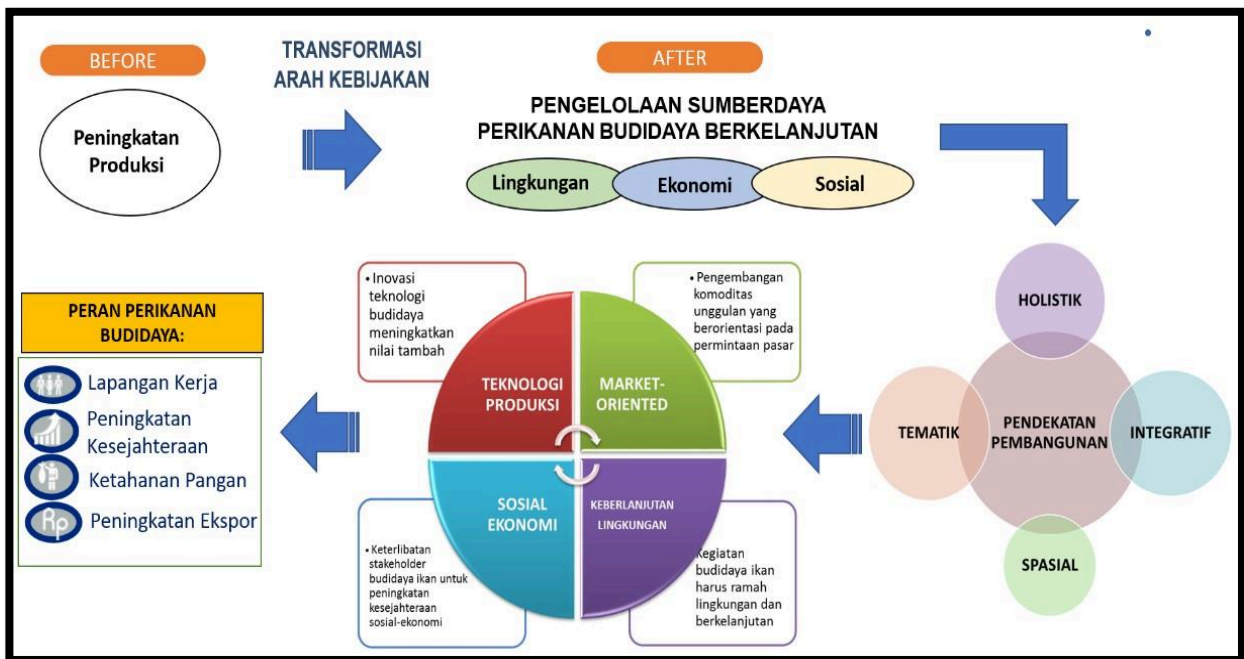 BEFORE
Peningkatan
Produksi
TRANSFORMASI
ARAH KEBIJAKAN
AFTER
PENGELOLAAN SUMBERDAYA
PERIKANAN BUDIDAYA BERKELANJUTAN
Lingkungan
Ekonomi
Sosial
HOLISTIK
TEMATIK
PENDEKATAN
PEMBANGUNAN
INTEGRATIF
SPASIAL
• Inovasi
teknologi
budidaya
meningkatkan
nilai tambah
• Pengembangan
komoditas
unggulan yang
berorientasi pada
permintaan pasar
TEKNOLOGI
PRODUKSI
MARKET-
ORIENTED
SOSIAL
EKONOMI
KEBERLANJUTAN
LINGKUNGAN
• Keterlibatan
stakeholder
budidaya ikan untuk
peningkatan
kesejahteraan
sosial-ekonomi
Kegiatan
budidaya ikan
harus ramah
lingkungan dan
berkelanjutan
PERAN PERIKANAN
BUDIDAYA:
Lapangan Kerja
Peningkatan
Kesejahteraan
Ketahanan Pangan
Rp
Peningkatan Ekspor